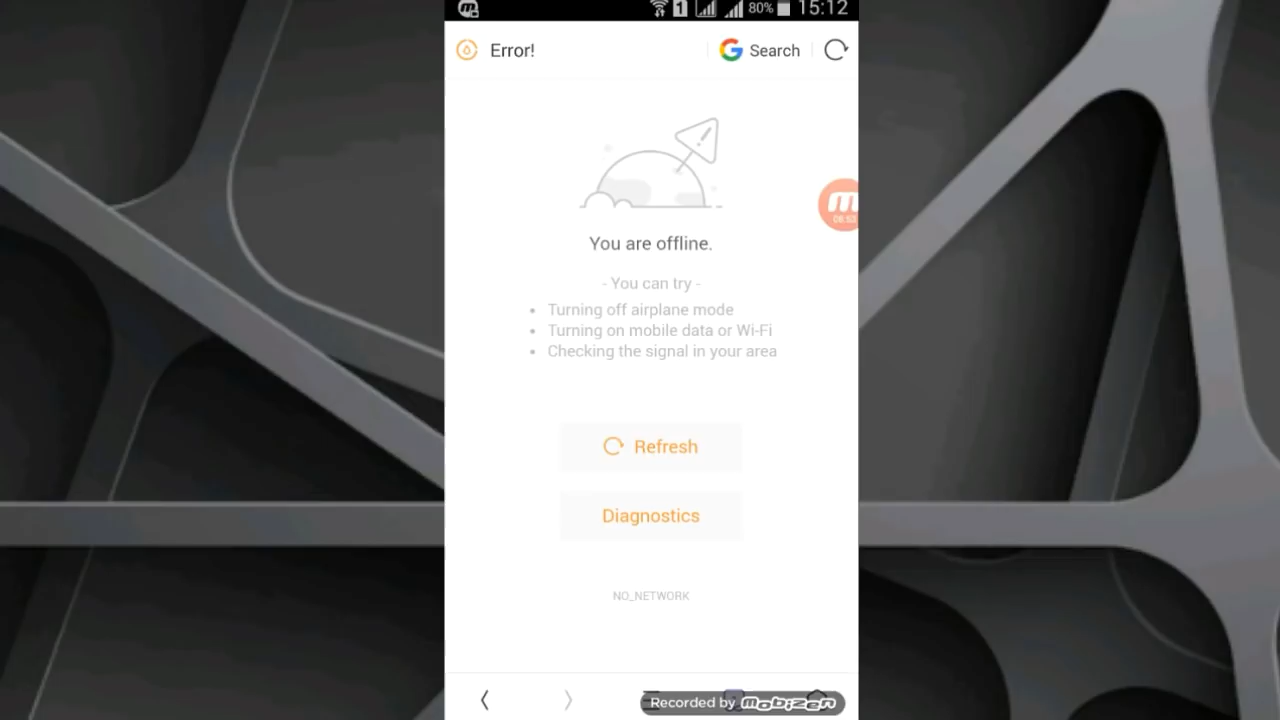 1 80% 15:12
Error!
Search
You are offline.
- You can try -
• Turning off airplane mode
• Turning on mobile data or Wi-Fi
• Checking the signal in your area
Refresh
Diagnostics
NO_NETWORK
Recorded by mobizen